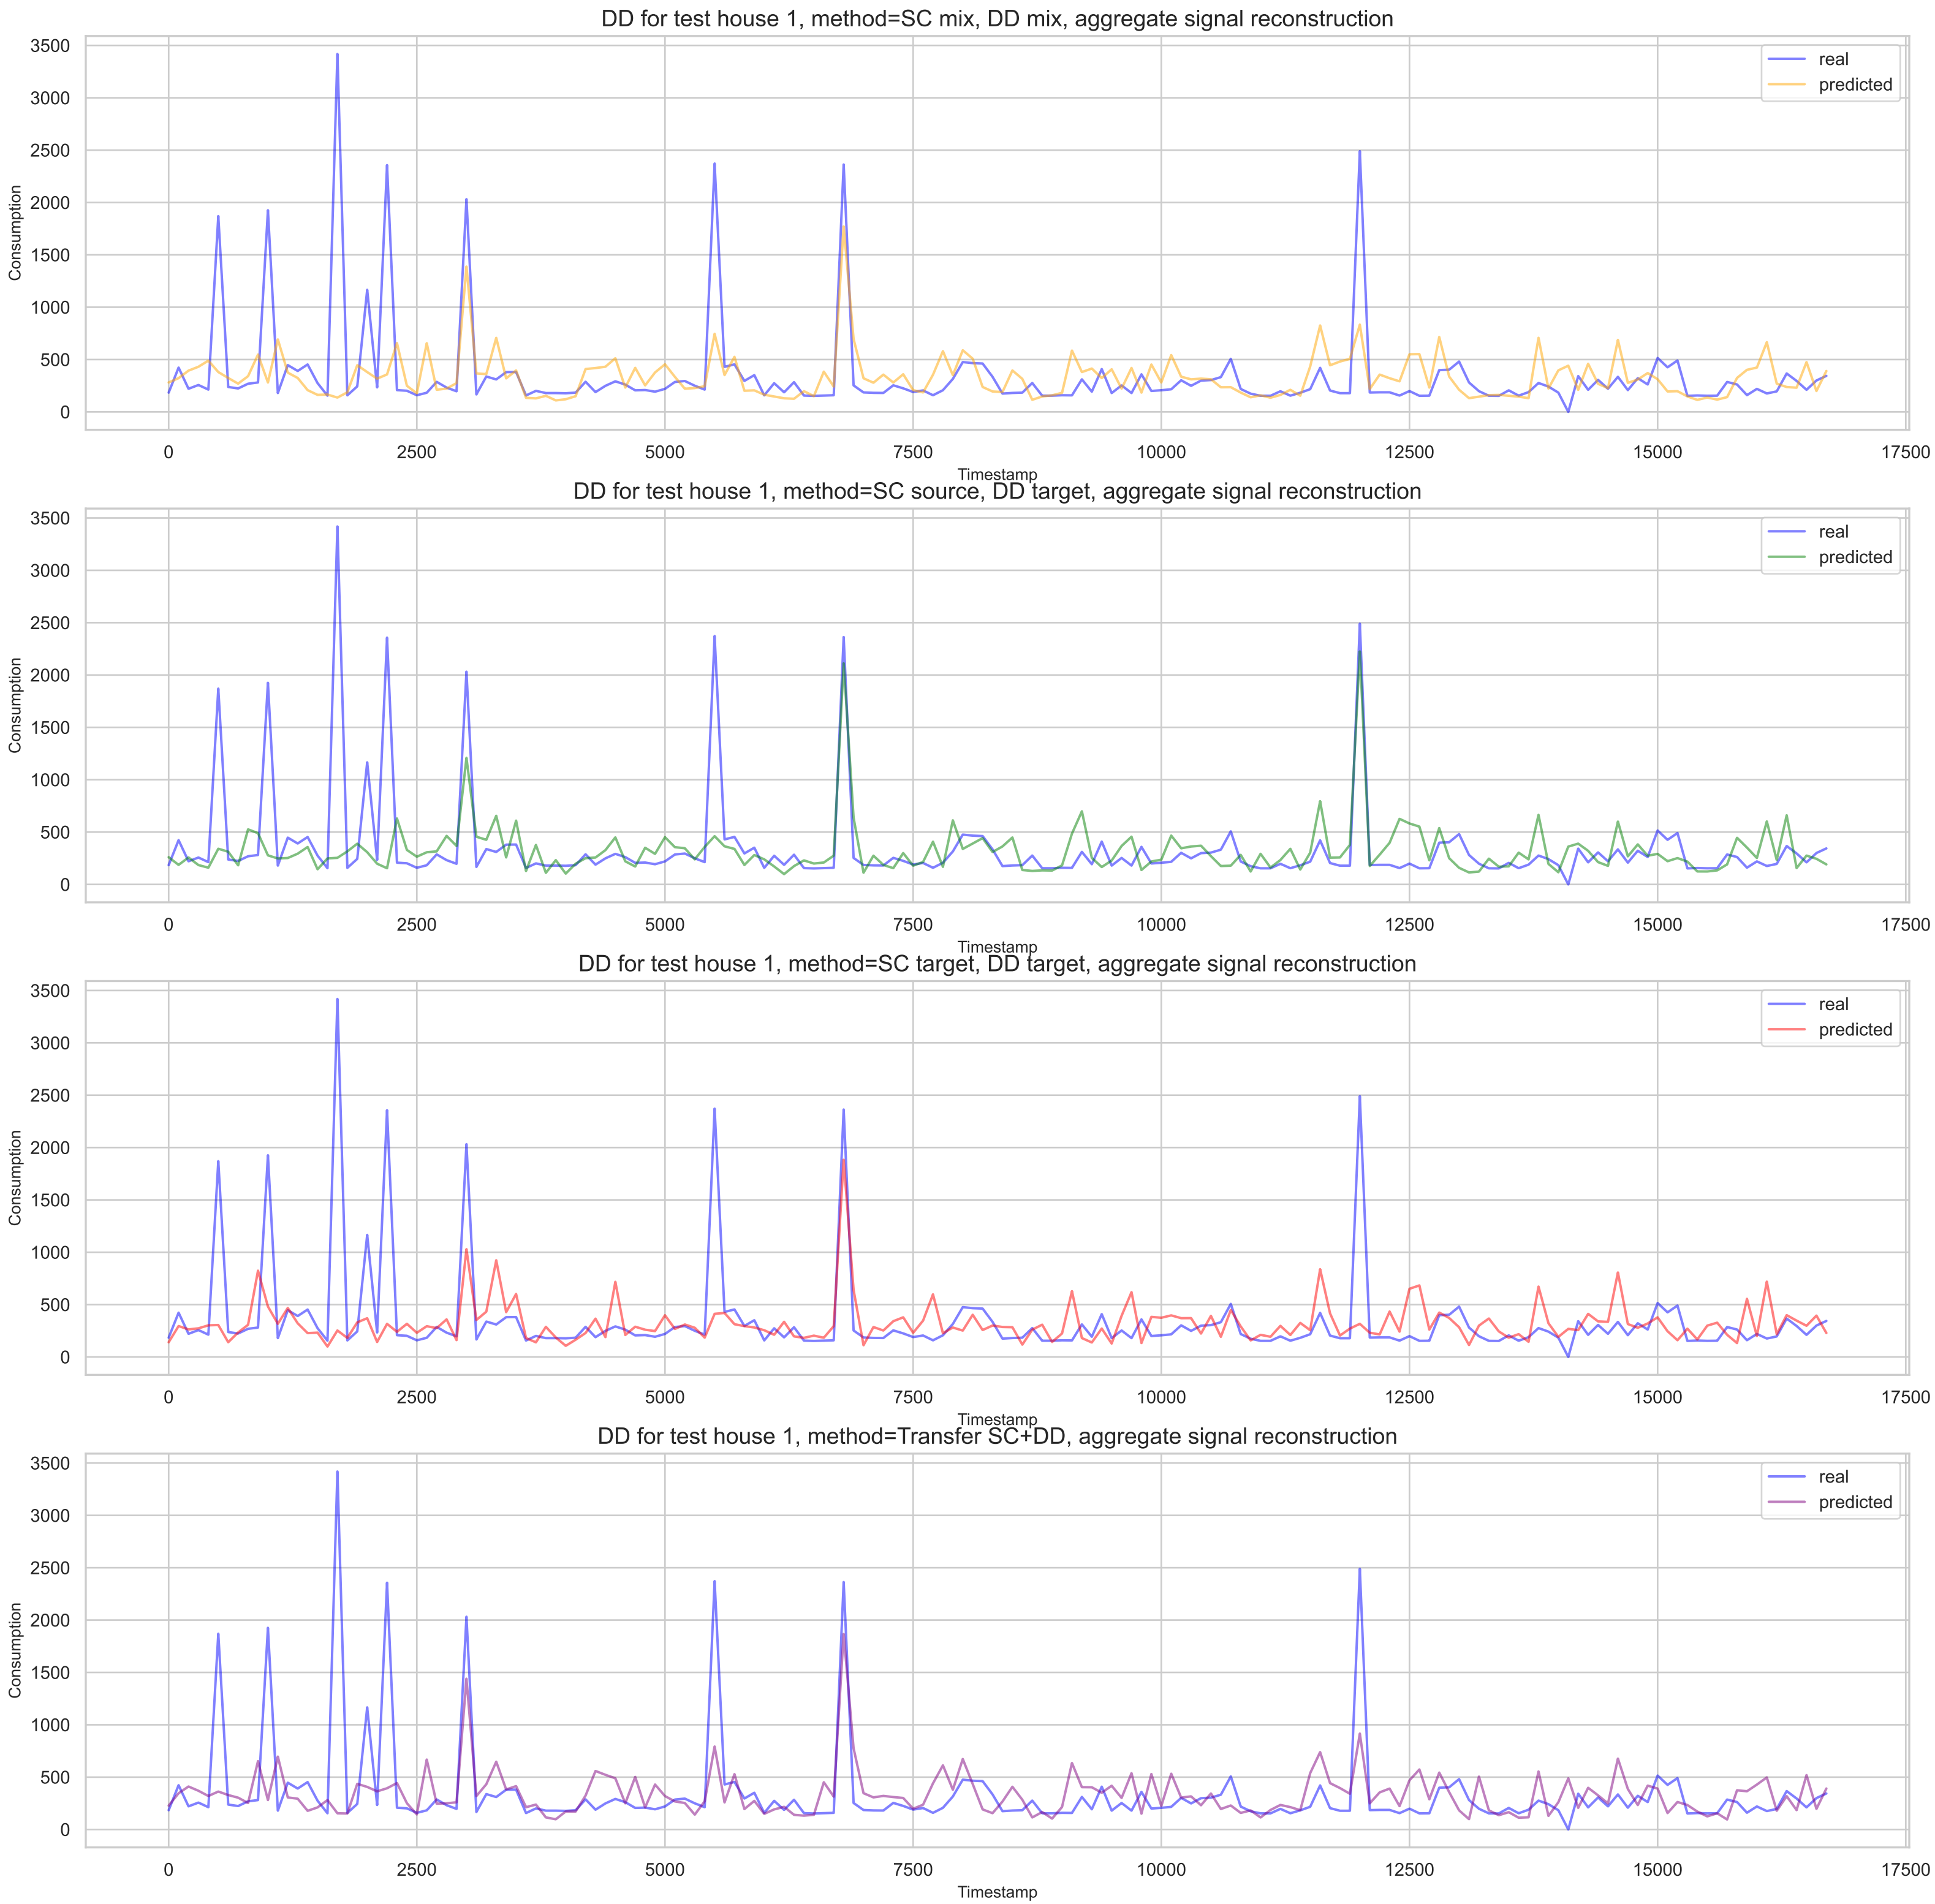 DD for test house 1, method=SC mix, DD mix, aggregate signal reconstruction
3500
3000
2500
2000
1500
1000
500
0
Consumption
real
predicted
0 2500 5000 7500 10000 12500 15000 17500
Timestamp
DD for test house 1, method=SC source, DD target, aggregate signal reconstruction
3500
3000
2500
2000
1500
1000
500
0
Consumption
real
predicted
0 2500 5000 7500 10000 12500 15000 17500
Timestamp
DD for test house 1, method=SC target, DD target, aggregate signal reconstruction
3500
3000
2500
2000
1500
1000
500
0
Consumption
real
predicted
0 2500 5000 7500 10000 12500 15000 17500
Timestamp
DD for test house 1, method=Transfer SC+DD, aggregate signal reconstruction
3500
3000
2500
2000
1500
1000
500
0
Consumption
real
predicted
0 2500 5000 7500 10000 12500 15000 17500
Timestamp